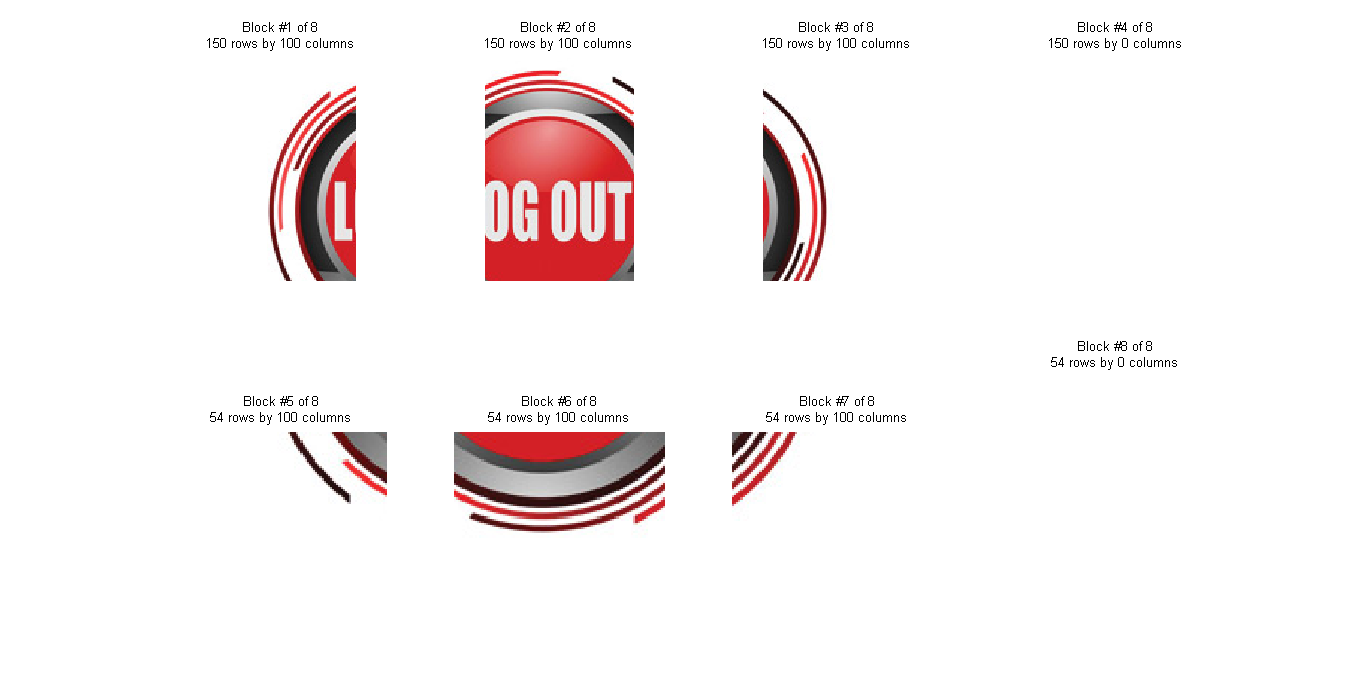 Block #1 of 8
150 rows by 100 columns
Block #2 of 8
150 rows by 100 columns
Block #3 of 8
150 rows by 100 columns
Block #4 of 8
150 rows by 0 columns
LOG OUT
Block #8 of 8
54 rows by 0 columns
Block #5 of 8
54 rows by 100 columns
Block #6 of 8
54 rows by 100 columns
Block #7 of 8
54 rows by 100 columns